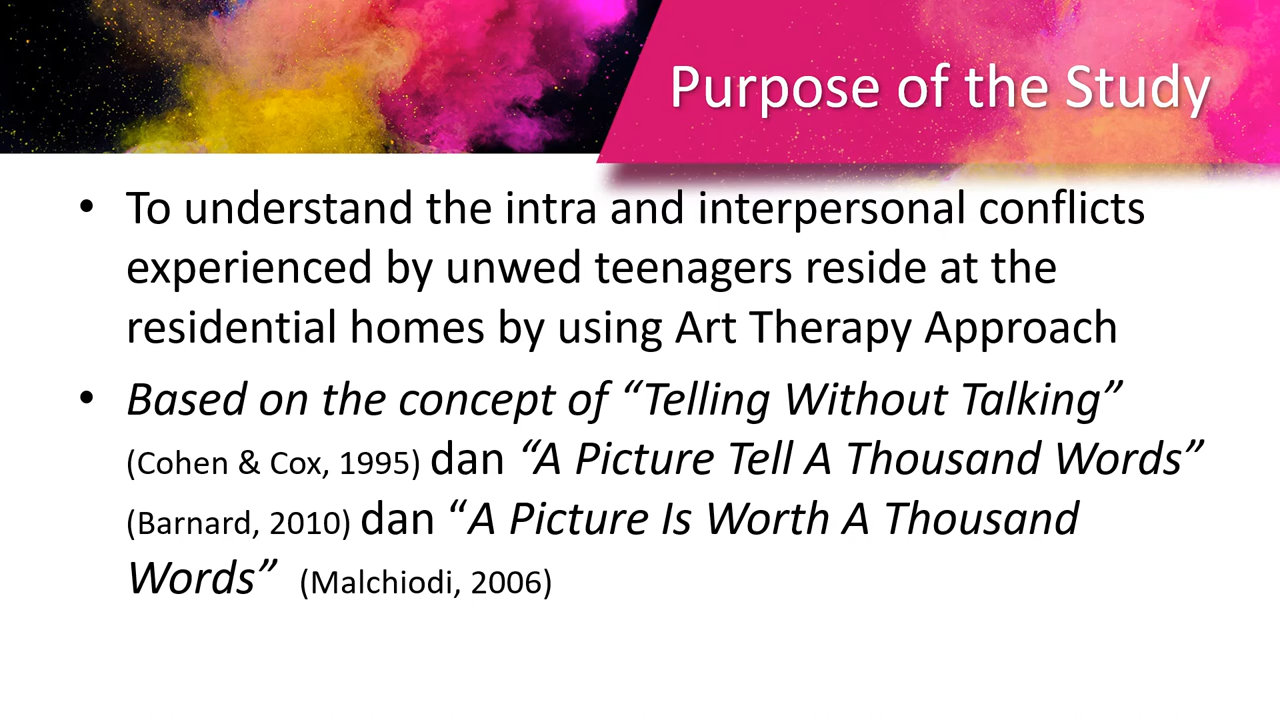 Purpose of the Study
• To understand the intra and interpersonal conflicts
experienced by unwed teenagers reside at the
residential homes by using Art Therapy Approach
• Based on the concept of “Telling Without Talking”
(Cohen & Cox, 1995) dan “A Picture Tell A Thousand Words”
(Barnard, 2010) dan “A Picture Is Worth A Thousand
Words” (Malchiodi, 2006)